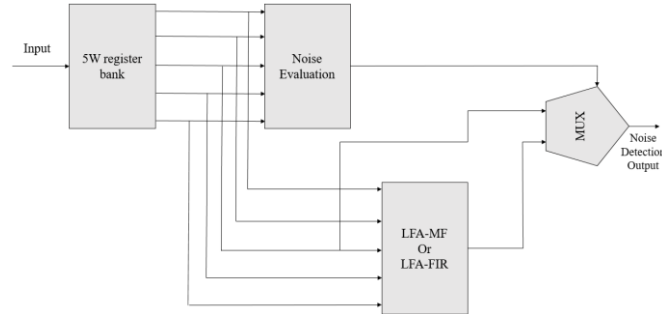 Input
5W register
bank
Noise
Evaluation
MUX
Noise
Detection
Output
LFA-MF
Or
LFA-FIR